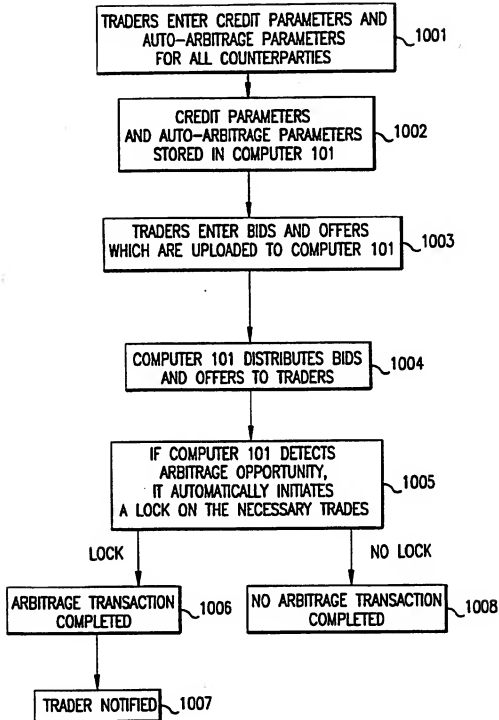 TRADERS ENTER CREDIT PARAMETERS AND
AUTO-ARBITRAGE PARAMETERS
FOR ALL COUNTERPARTIES
1001
CREDIT PARAMETERS
AND AUTO-ARBITRAGE PARAMETERS
STORED IN COMPUTER 101
1002
TRADERS ENTER BIDS AND OFFERS
WHICH ARE UPLOADED TO COMPUTER 101
1003
COMPUTER 101 DISTRIBUTES BIDS
AND OFFERS TO TRADERS
1004
IF COMPUTER 101 DETECTS
ARBITRAGE OPPORTUNITY,
IT AUTOMATICALLY INITIATES
A LOCK ON THE NECESSARY TRADES
1005
LOCK
NO LOCK
ARBITRAGE TRANSACTION
COMPLETED
1006
NO ARBITRAGE TRANSACTION
COMPLETED
1008
TRADER NOTIFIED
1007